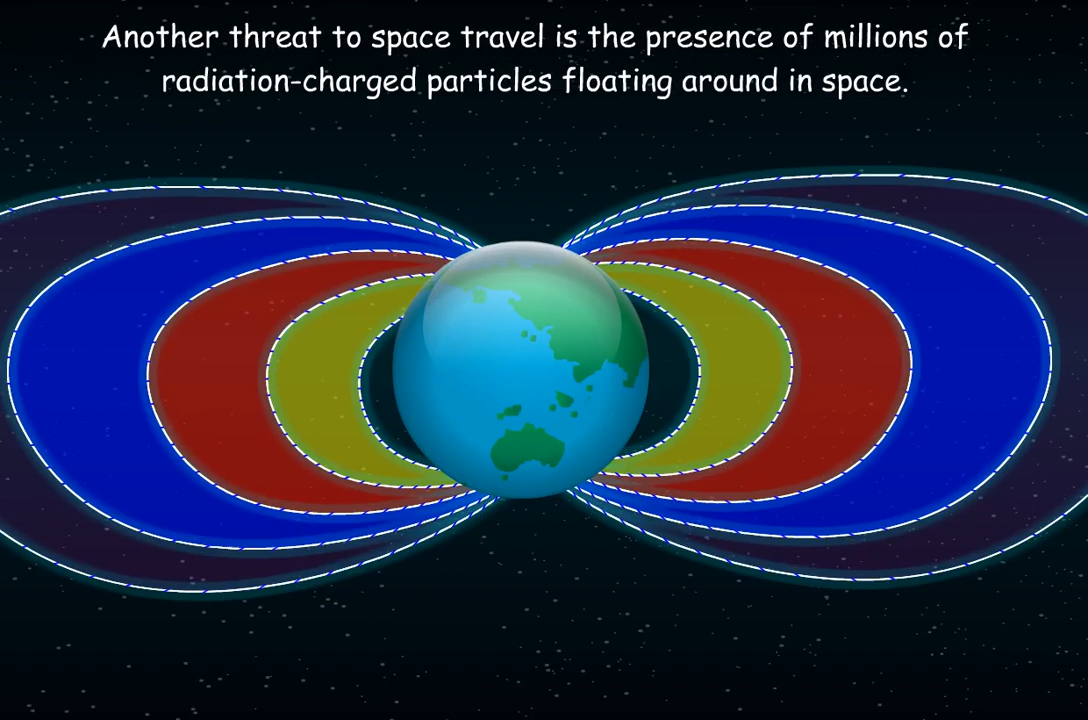 Another threat to space travel is the presence of millions of
radiation-charged particles floating around in space.